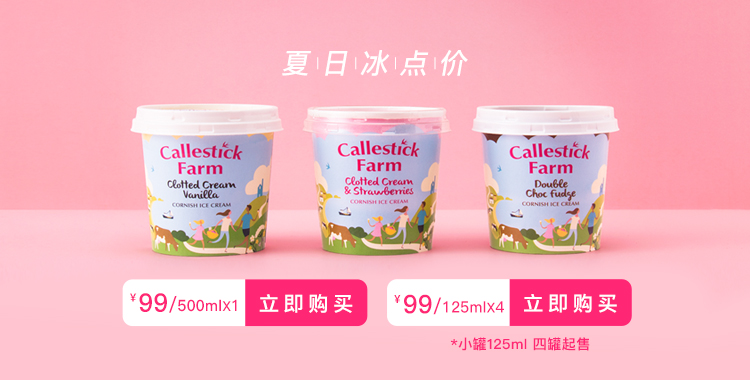 夏日冰点价
Callestick
Farm
Clotted Cream
Vanilla
CORNISH ICE CREAM
Callestick
Farm
Clotted Cream
& Strawberries
CORNISH ICE CREAM
Callestick
Farm
Double
Choc Fudge
CORNISH ICE CREAM
¥99/500mlX1 立即购买
¥99/125mlX4 立即购买
*小罐125ml 四罐起售